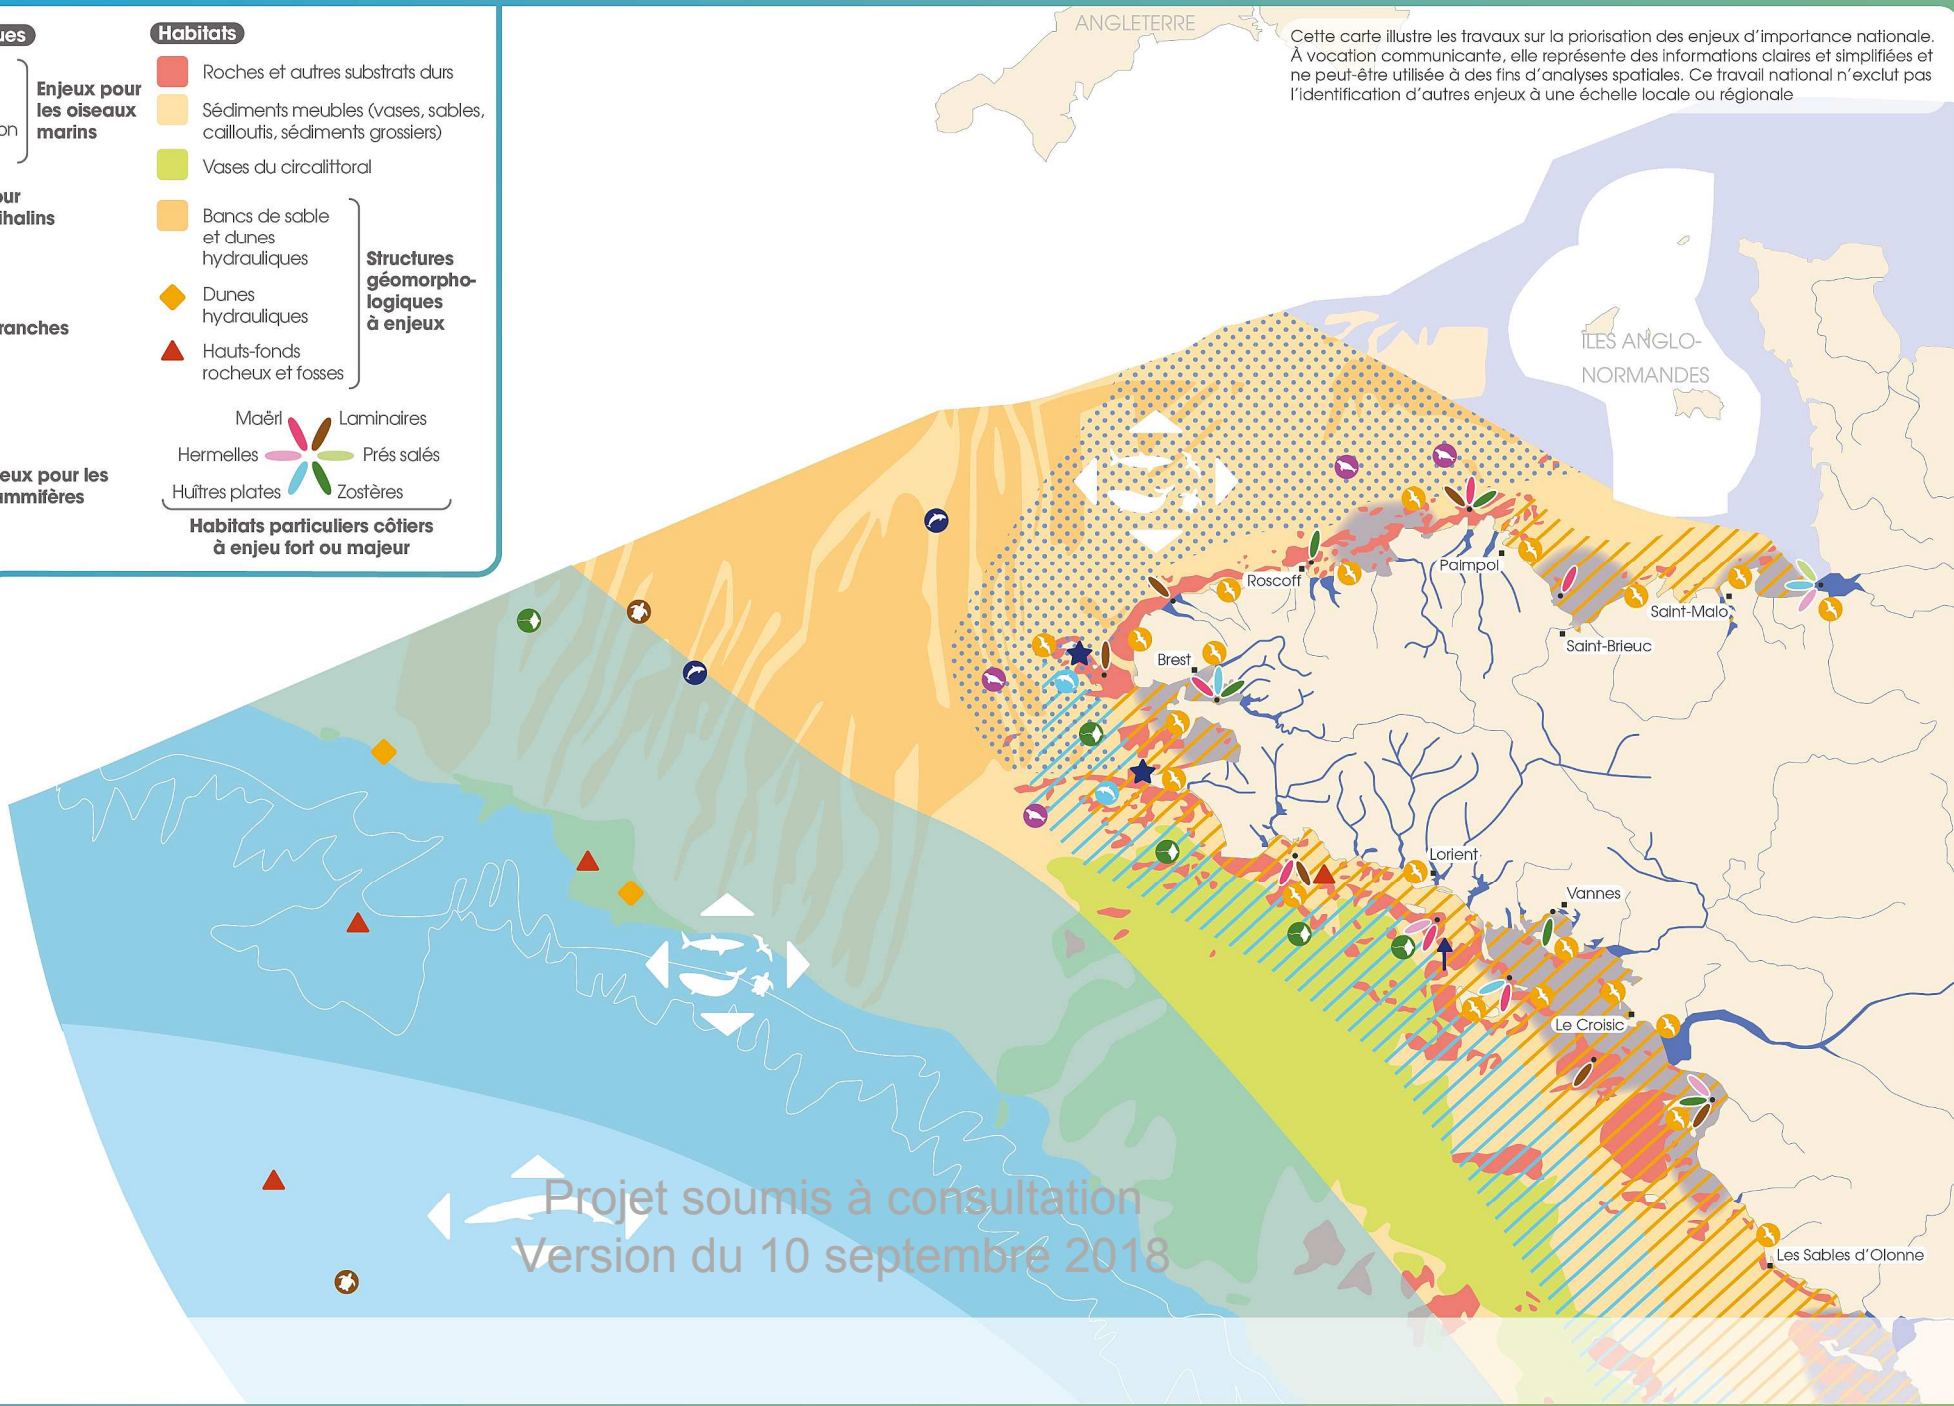 Habitats
Enjeux pour
les oiseaux
marins
Roches et autres substrats durs
Sédiments meubles (vases, sables,
cailloutis, sédiments grossiers)
Vases du circalittoral
Bancs de sable
et dunes
hydrauliques
Dunes
hydrauliques
Hauts-fonds
rocheux et fosses
Structures
géomorpho-
logiques
à enjeux
Maërl
Laminaires
Hermelles
Prés salés
Huîtres plates
Zostères
Habitats particuliers côtiers
à enjeu fort ou majeur
ues
on
our
ihalins
ranches
eux pour les
ammifères
ANGLETERRE
Cette carte illustre les travaux sur la priorisation des enjeux d'importance nationale.
À vocation communicante, elle représente des informations claires et simplifiées et
ne peut-être utilisée à des fins d'analyses spatiales. Ce travail national n'exclut pas
l'identification d'autres enjeux à une échelle locale ou régionale
ÎLES ANGLO-
NORMANDES
Paimpol
Roscoff
Saint-Malo
Saint-Brieuc
Brest
Lorient
Vannes
Le Croisic
Les Sables d'Olonne
Projet soumis à consultation
Version du 10 septembre 2018